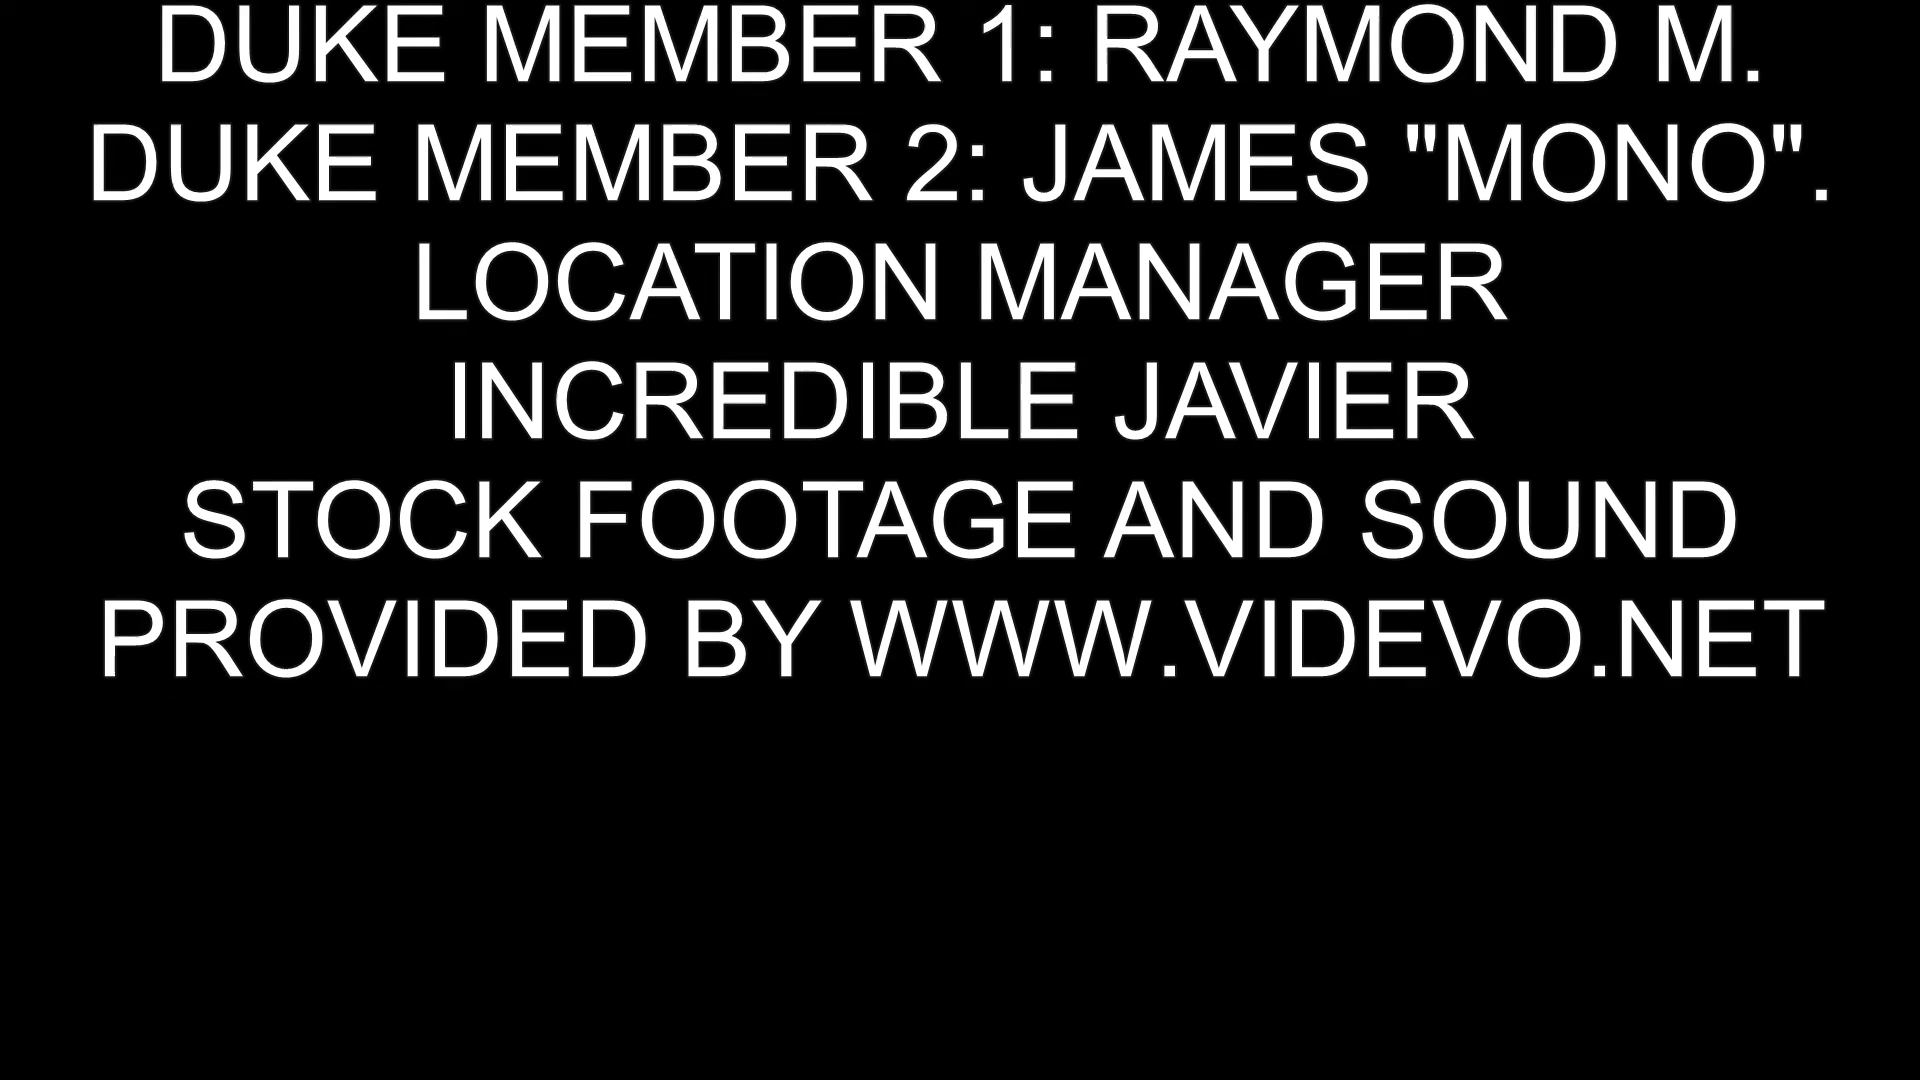 DUKE MEMBER 1: RAYMOND M.
DUKE MEMBER 2: JAMES "MONO".
LOCATION MANAGER
INCREDIBLE JAVIER
STOCK FOOTAGE AND SOUND
PROVIDED BY WWW.VIDEVO.NET